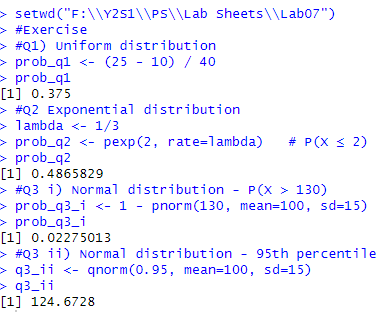 > setwd("F:\\Y2S1\\PS\\Lab Sheets\\Lab07")
> #Exercise
> #Q1) Uniform distribution
> prob_q1 <- (25 - 10) / 40
> prob_q1
[1] 0.375
> #Q2 Exponential distribution
> lambda <- 1/3
> prob_q2 <- pexp(2, rate=lambda)   # P(X ≤ 2)
> prob_q2
[1] 0.4865829
> #Q3 i) Normal distribution - P(X > 130)
> prob_q3_i <- 1 - pnorm(130, mean=100, sd=15)
> prob_q3_i
[1] 0.02275013
> #Q3 ii) Normal distribution - 95th percentile
> q3_ii <- qnorm(0.95, mean=100, sd=15)
> q3_ii
[1] 124.6728